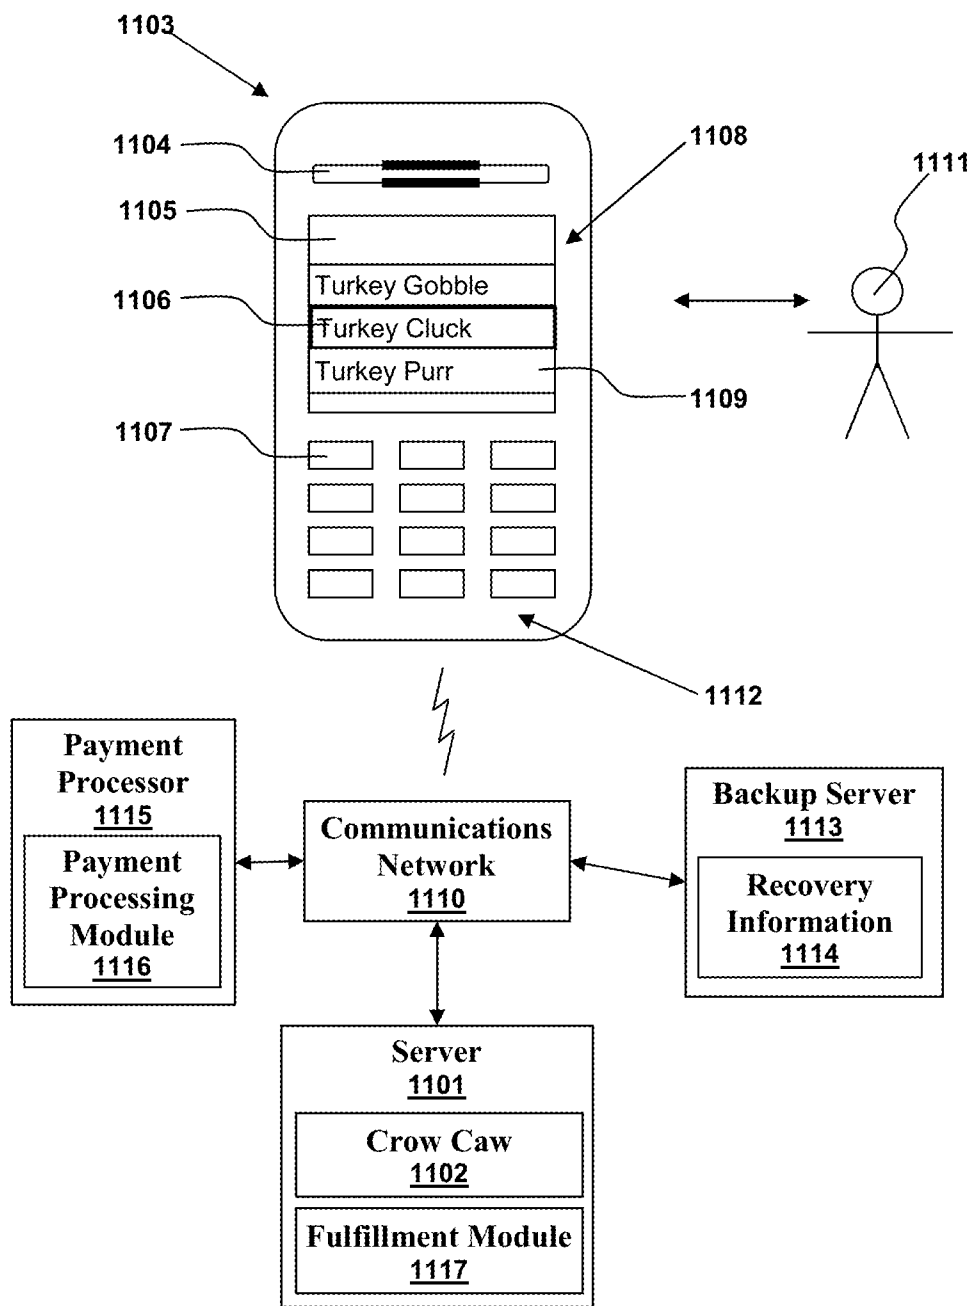 1103
1104
1108
1111
1105
Turkey Gobble
1106
Turkey Cluck
Turkey Purr
1109
1107
1112
Payment
Processor
1115
Payment
Processing
Module
1116
Communications
Network
1110
Backup Server
1113
Recovery
Information
1114
Server
1101
Crow Caw
1102
Fulfillment Module
1117